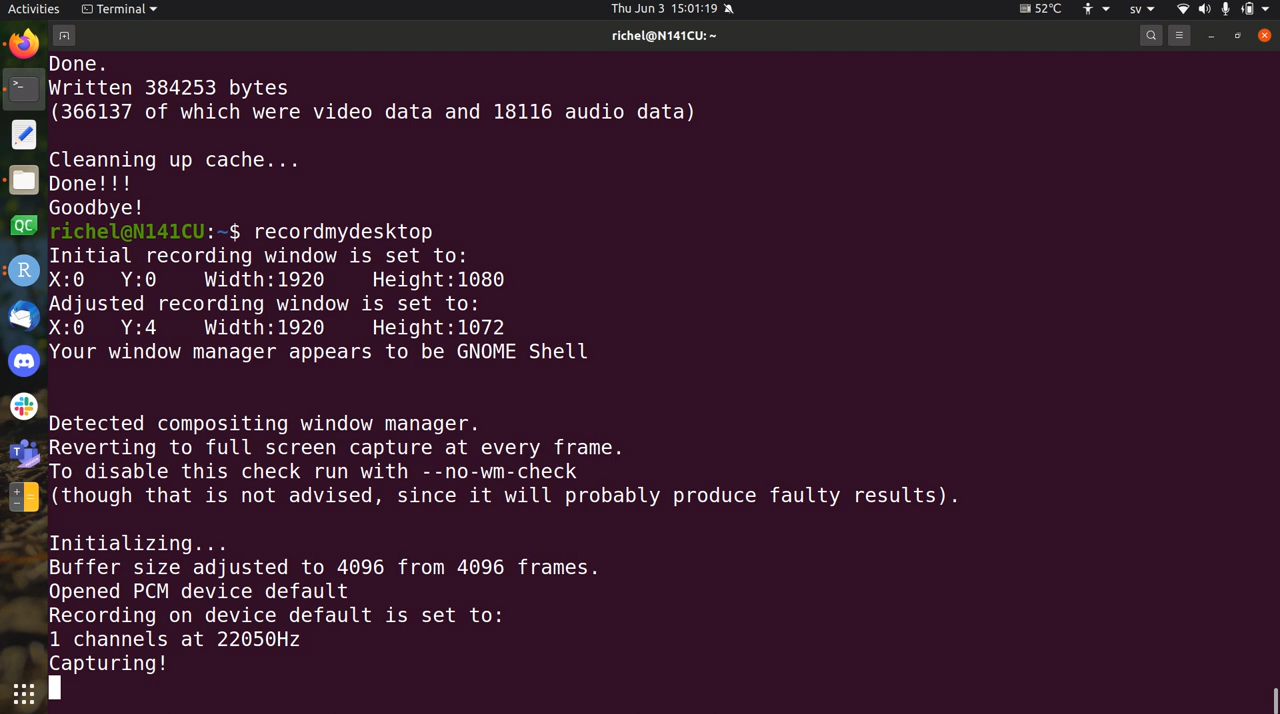 Activities Terminal Thu Jun 3 15:01:19 52℃ sv
richel@N141CU: ~
Done.
Written 384253 bytes
(366137 of which were video data and 18116 audio data)
Cleanning up cache...
Done!!!
Goodbye!
richel@N141CU:~$ recordmydesktop
Initial recording window is set to:
X:0 Y:0 Width:1920 Height:1080
Adjusted recording window is set to:
X:0 Y:4 Width:1920 Height:1072
Your window manager appears to be GNOME Shell
Detected compositing window manager.
Reverting to full screen capture at every frame.
To disable this check run with --no-wm-check
(though that is not advised, since it will probably produce faulty results).
Initializing...
Buffer size adjusted to 4096 from 4096 frames.
Opened PCM device default
Recording on device default is set to:
1 channels at 22050Hz
Capturing!
QC
R
T